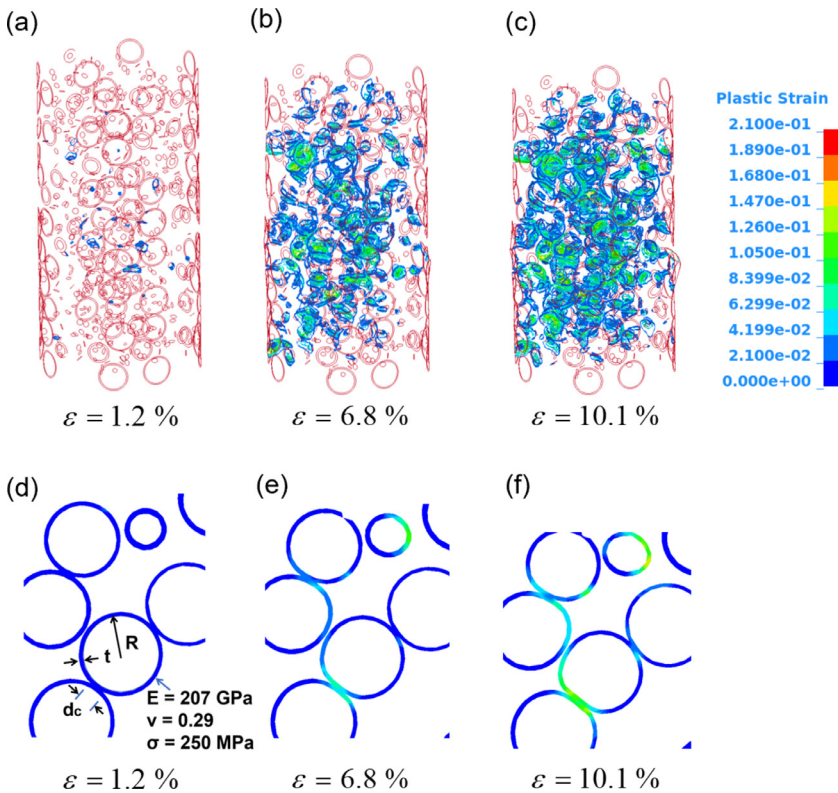 (a)
(b)
(c)
Plastic Strain
2.100e-01
1.890e-01
1.680e-01
1.470e-01
1.260e-01
1.050e-01
8.399e-02
6.299e-02
4.199e-02
2.100e-02
0.000e+00
ε = 1.2 %
ε = 6.8 %
ε = 10.1 %
(d)
(e)
(f)
R
t
dc
E = 207 GPa
ν = 0.29
σ = 250 MPa
ε = 1.2 %
ε = 6.8 %
ε = 10.1 %